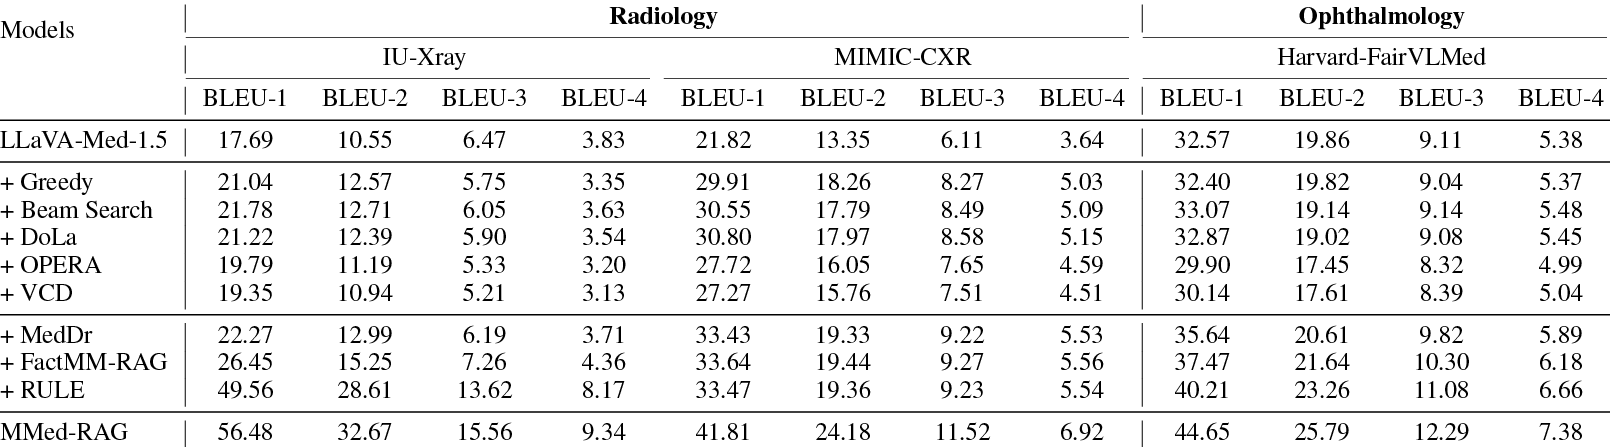 Models Radiology Ophthalmology
IU-Xray MIMIC-CXR Harvard-FairVLMed
BLEU-1 BLEU-2 BLEU-3 BLEU-4 BLEU-1 BLEU-2 BLEU-3 BLEU-4 BLEU-1 BLEU-2 BLEU-3 BLEU-4
LLaVA-Med-1.5 17.69 10.55 6.47 3.83 21.82 13.35 6.11 3.64 32.57 19.86 9.11 5.38
+ Greedy 21.04 12.57 5.75 3.35 29.91 18.26 8.27 5.03 32.40 19.82 9.04 5.37
+ Beam Search 21.78 12.71 6.05 3.63 30.55 17.79 8.49 5.09 33.07 19.14 9.14 5.48
+ DoLa 21.22 12.39 5.90 3.54 30.80 17.97 8.58 5.15 32.87 19.02 9.08 5.45
+ OPERA 19.79 11.19 5.33 3.20 27.72 16.05 7.65 4.59 29.90 17.45 8.32 4.99
+ VCD 19.35 10.94 5.21 3.13 27.27 15.76 7.51 4.51 30.14 17.61 8.39 5.04
+ MedDr 22.27 12.99 6.19 3.71 33.43 19.33 9.22 5.53 35.64 20.61 9.82 5.89
+ FactMM-RAG 26.45 15.25 7.26 4.36 33.64 19.44 9.27 5.56 37.47 21.64 10.30 6.18
+ RULE 49.56 28.61 13.62 8.17 33.47 19.36 9.23 5.54 40.21 23.26 11.08 6.66
MMed-RAG 56.48 32.67 15.56 9.34 41.81 24.18 11.52 6.92 44.65 25.79 12.29 7.38